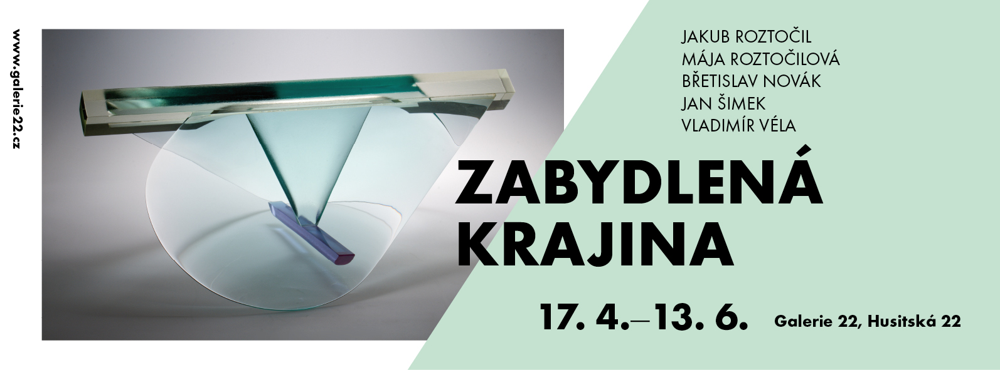 www.galerie22.cz
JAKUB ROZTOČIL
MÁJA ROZTOČILOVÁ
BŘETISLAV NOVÁK
JAN ŠIMEK
VLADIMÍR VÉLA
ZABYDLENÁ
KRAJINA
17. 4.—13. 6.
Galerie 22, Husitská 22